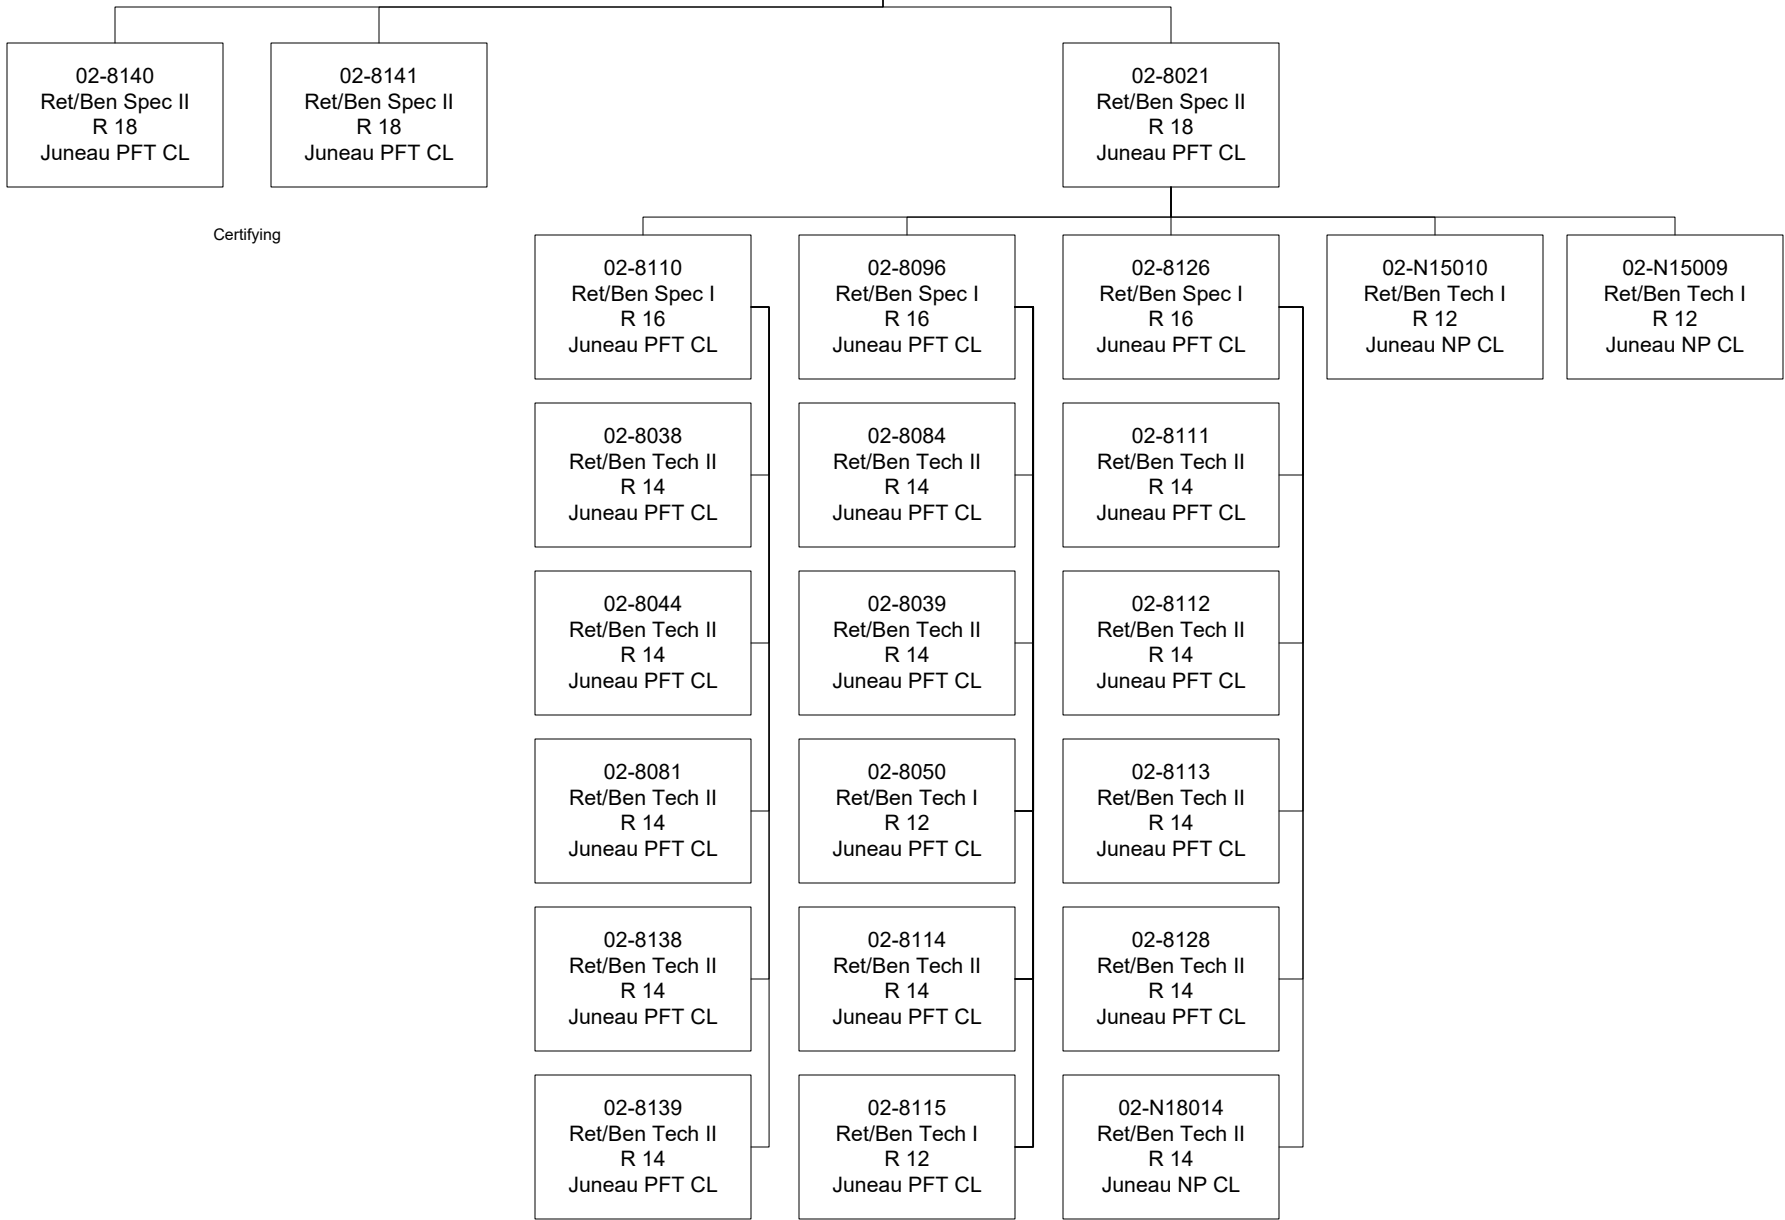 02-8140
Ret/Ben Spec II
R 18
Juneau PFT CL
02-8141
Ret/Ben Spec II
R 18
Juneau PFT CL
02-8021
Ret/Ben Spec II
R 18
Juneau PFT CL
Certifying
02-8110
Ret/Ben Spec I
R 16
Juneau PFT CL
02-8096
Ret/Ben Spec I
R 16
Juneau PFT CL
02-8126
Ret/Ben Spec I
R 16
Juneau PFT CL
02-N15010
Ret/Ben Tech I
R 12
Juneau NP CL
02-N15009
Ret/Ben Tech I
R 12
Juneau NP CL
02-8038
Ret/Ben Tech II
R 14
Juneau PFT CL
02-8084
Ret/Ben Tech II
R 14
Juneau PFT CL
02-8111
Ret/Ben Tech II
R 14
Juneau PFT CL
02-8044
Ret/Ben Tech II
R 14
Juneau PFT CL
02-8039
Ret/Ben Tech II
R 14
Juneau PFT CL
02-8112
Ret/Ben Tech II
R 14
Juneau PFT CL
02-8081
Ret/Ben Tech II
R 14
Juneau PFT CL
02-8050
Ret/Ben Tech I
R 12
Juneau PFT CL
02-8113
Ret/Ben Tech II
R 14
Juneau PFT CL
02-8138
Ret/Ben Tech II
R 14
Juneau PFT CL
02-8114
Ret/Ben Tech II
R 14
Juneau PFT CL
02-8128
Ret/Ben Tech II
R 14
Juneau PFT CL
02-8139
Ret/Ben Tech II
R 14
Juneau PFT CL
02-8115
Ret/Ben Tech I
R 12
Juneau PFT CL
02-N18014
Ret/Ben Tech II
R 14
Juneau NP CL